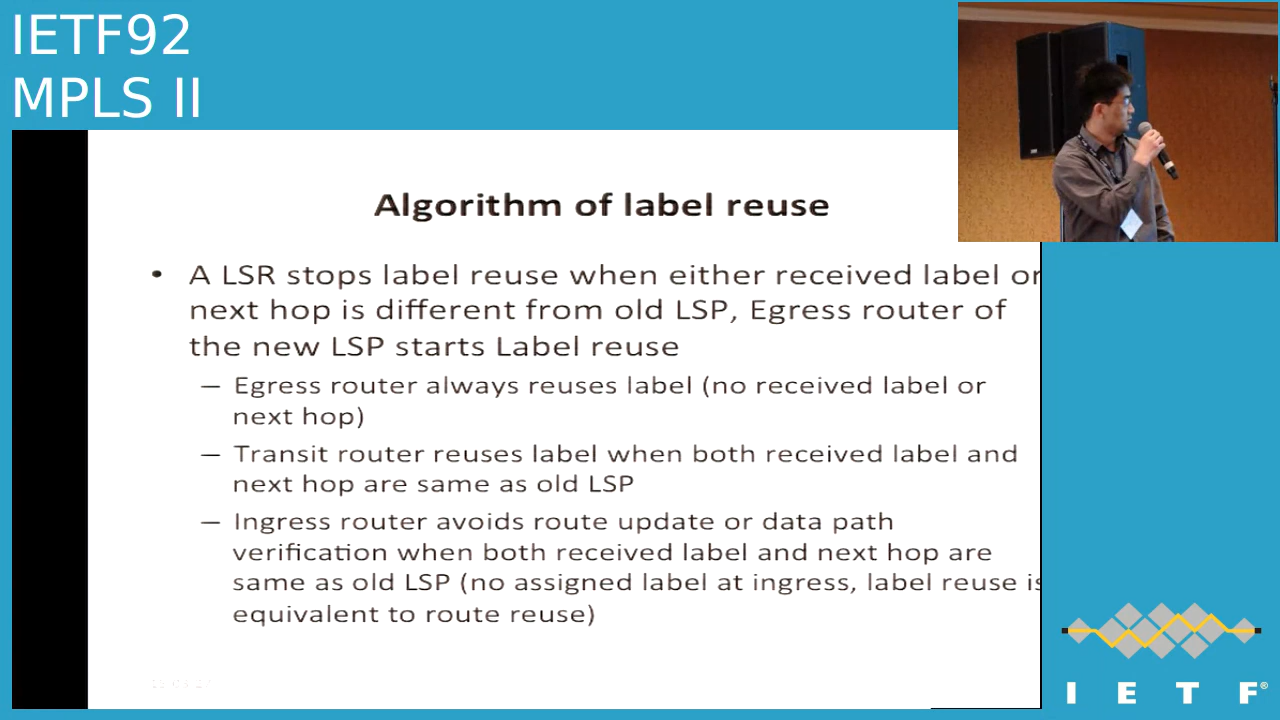 IETF92
MPLS II
Algorithm of label reuse
• A LSR stops label reuse when either received label or
next hop is different from old LSP, Egress router of
the new LSP starts Label reuse
— Egress router always reuses label (no received label or
next hop)
— Transit router reuses label when both received label and
next hop are same as old LSP
— Ingress router avoids route update or data path
verification when both received label and next hop are
same as old LSP (no assigned label at ingress, label reuse is
equivalent to route reuse)
I E T F®